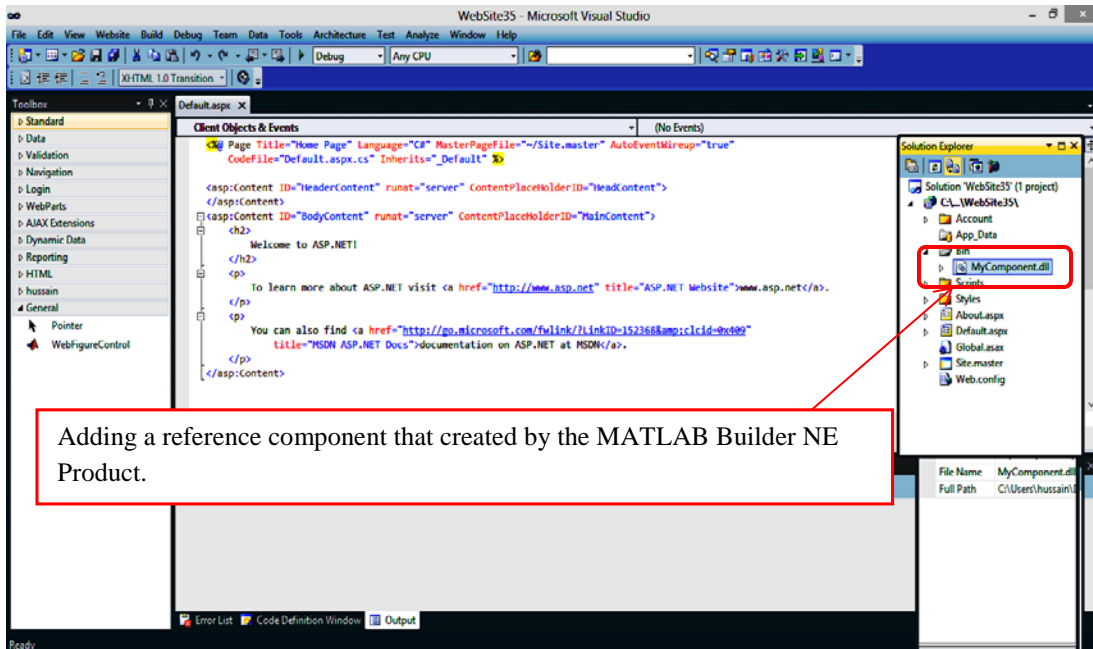 WebSite35 - Microsoft Visual Studio
File Edit View Website Build Debug Team Data Tools Architecture Test Analyze Window Help
Debug Any CPU
XHTML 1.0 Transition
Toolbox
Default.aspx X
Standard
Data
Validation
Navigation
Login
WebParts
AJAX Extensions
Dynamic Data
Reporting
HTML
hussain
General
Pointer
WebFigureControl
Client Objects & Events (No Events)
<%@ Page Title="Home Page" Language="C#" MasterPageFile="~/Site.master" AutoEventWireup="true"
CodeFile="Default.aspx.cs" Inherits="_Default" %>
<asp:Content ID="HeaderContent" runat="server" ContentPlaceHolderID="HeadContent">
</asp:Content>
<asp:Content ID="BodyContent" runat="server" ContentPlaceHolderID="MainContent">
<h2>
Welcome to ASP.NET!
</h2>
<p>
To learn more about ASP.NET visit <a href="http://www.asp.net" title="ASP.NET Website">www.asp.net</a>.
</p>
<p>
You can also find <a href="http://go.microsoft.com/fwlink/?LinkID=152368&amp;clcid=0x409"
title="MSDN ASP.NET Docs">documentation on ASP.NET at MSDN</a>.
</p>
</asp:Content>
Solution Explorer
Solution 'WebSite35' (1 project)
C:\...\WebSite35\
Account
App_Data
Bin
MyComponent.dll
Scripts
Styles
About.aspx
Default.aspx
Global.asax
Site.master
Web.config
Adding a reference component that created by the MATLAB Builder NE
Product.
File Name MyComponent.dll
Full Path C:\Users\hussain\
Error List Code Definition Window Output
Ready